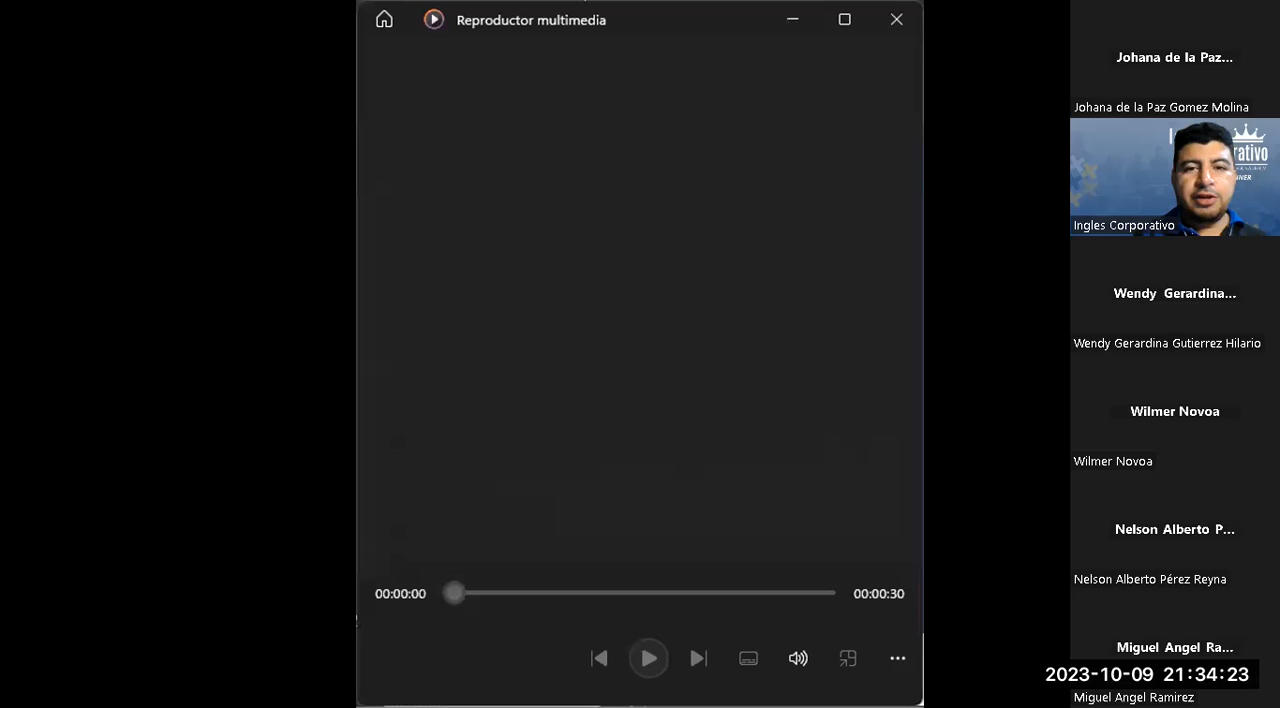 Reproductor multimedia
00:00:00
00:00:30
Johana de la Paz...
Johana de la Paz Gomez Molina
rativo
Ingles Corporativo
Wendy Gerardina...
Wendy Gerardina Gutierrez Hilario
Wilmer Novoa
Wilmer Novoa
Nelson Alberto P...
Nelson Alberto Pérez Reyna
Miguel Angel Ra...
2023-10-09 21:34:23
Miguel Angel Ramirez